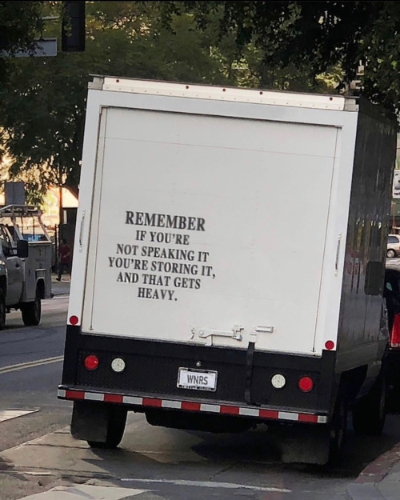 REMEMBER
IF YOU'RE
NOT SPEAKING IT
YOU'RE STORING IT,
AND THAT GETS
HEAVY.
WNRS